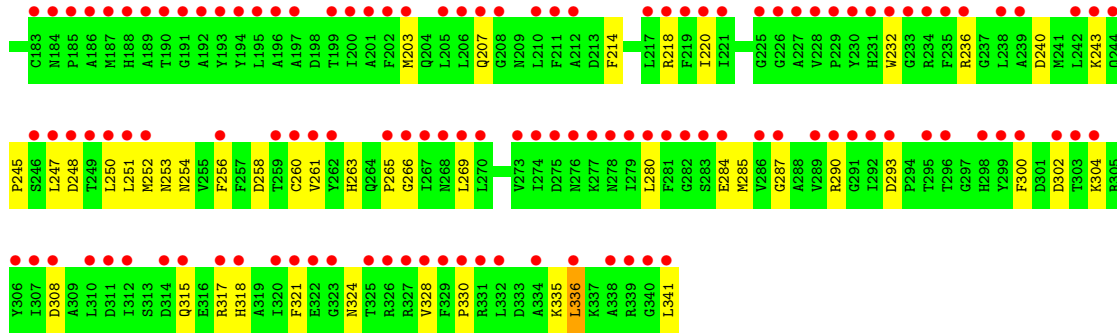 C183 N184 P185 A186 M187 H188 A189 T190 G191 A192 Y193 Y194 L195 A196 A197 D198 T199 I200 A201 F202 M203 Q204 L205 L206 Q207 G208 N209 L210 F211 A212 D213 F214 L217 R218 F219 I220 I221 G225 G226 A227 V228 P229 Y230 H231 W232 G233 R234 F235 R236 G237 L238 A239 D240 M241 L242 K243 Q244
P245 S246 L247 D248 T249 L250 L251 M252 N253 N254 V255 F256 F257 D258 T259 C260 V261 Y262 H263 Q264 P265 G266 I267 N268 L269 L270 V273 I274 D275 N276 K277 N278 I279 L280 F281 G282 S283 E284 M285 V286 G287 A288 V289 R290 G291 I292 D293 P294 T295 T296 G297 H298 Y299 F300 D301 D302 T303 K304 R305
Y306 I307 D308 A309 L310 D311 I312 S313 D314 Q315 E316 R317 H318 A319 I320 F321 E322 G323 N324 T325 R326 R327 V328 F329 P330 R331 L332 D333 A334 K335 L336 K337 A338 R339 G340 L341